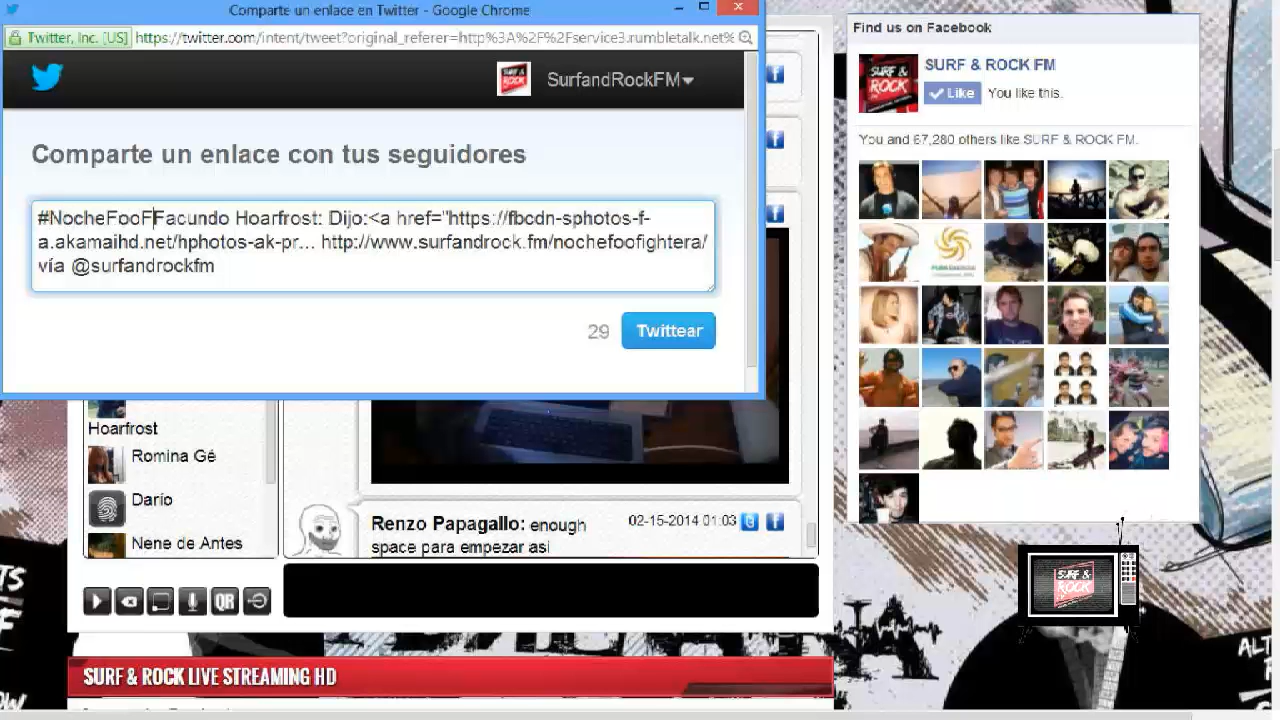 Comparte un enlace en Twitter - Google Chrome
Twitter, Inc. [US] https://twitter.com/intent/tweet?original_referer=http%3A%2F%2Fservice3.rumbletalk.net%
SurfandRockFM
Comparte un enlace con tus seguidores
#NocheFooFFacundo Hoarfrost: Dijo:<a href="https://fbcdn-sphotos-f-
a.akamaihd.net/hphotos-ak-pr... http://www.surfandrock.fm/nochefoofightera/
vía @surfandrockfm
29 Twittear
Hoarfrost
Romina Gé
Darío
Nene de Antes
Renzo Papagallo: enough
space para empezar asi
02-15-2014 01:03
QR
SURF & ROCK LIVE STREAMING HD
Find us on Facebook
SURF & ROCK FM
Like You like this.
You and 67,280 others like SURF & ROCK FM.
SURF &
ROCK